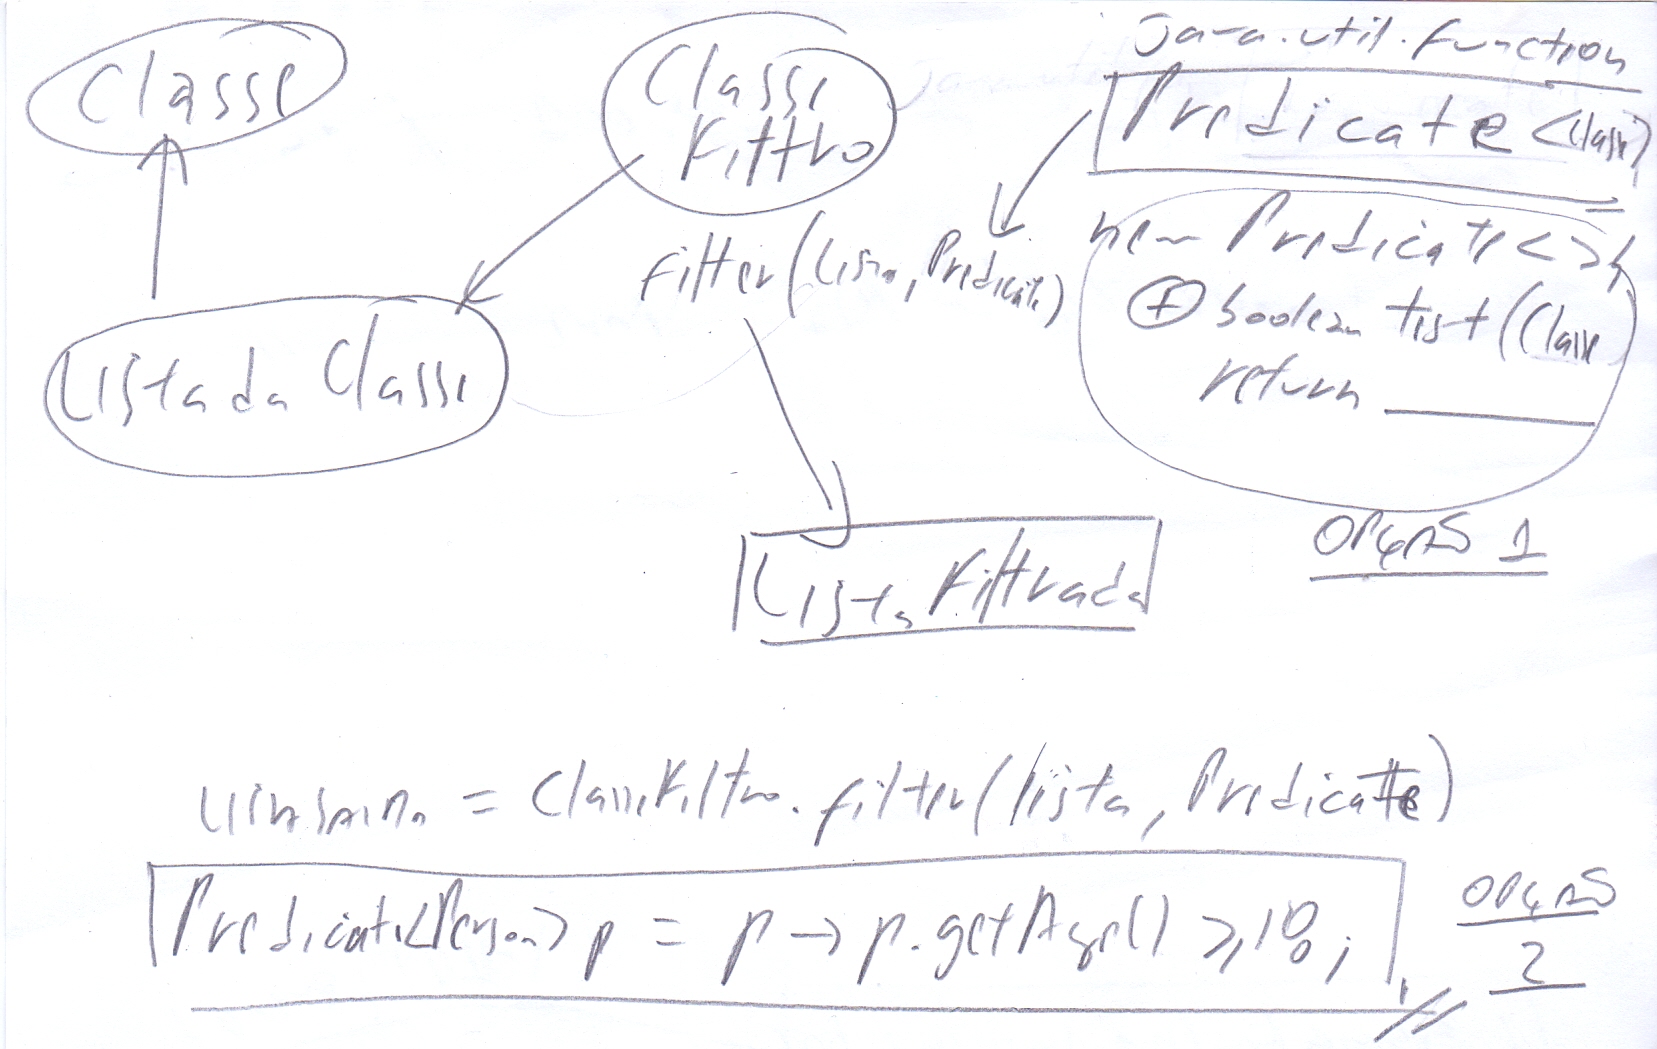 Classe
Classe
Filtro
java.util.function
Predicate<Classe>
filter(Lista, Predicate)
new Predicate<>{
+ boolean test(Classe
return ______
Lista da Classe
OPÇÃO 1
Lista Filtrada
= ClasseFiltro.filter(lista, Predicate)
Predicate<Person> p = p → p.getAge() ≥ 18;
OPÇÃO
2